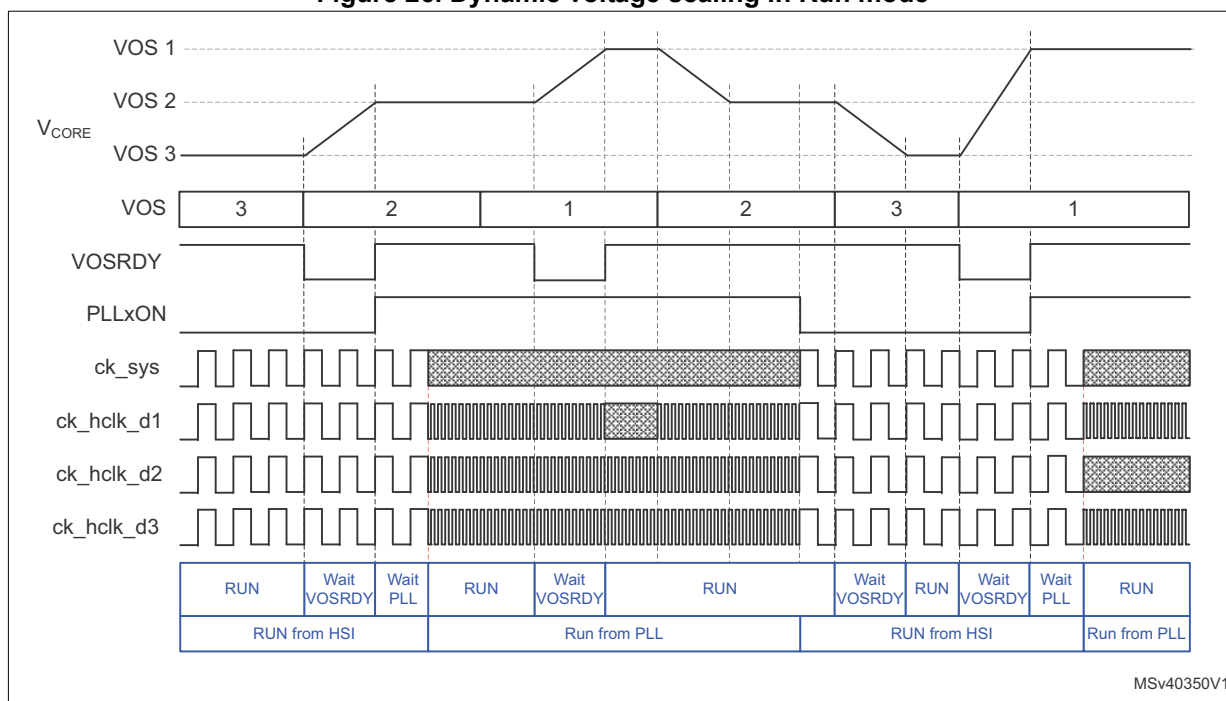 Figure 26. Dynamic voltage scaling in Run mode
VOS 1
VOS 2
VCORE
VOS 3
VOS 3 2 1 2 3 1
VOSRDY
PLLxON
ck_sys
ck_hclk_d1
ck_hclk_d2
ck_hclk_d3
RUN Wait VOSRDY Wait PLL RUN Wait VOSRDY RUN Wait VOSRDY RUN Wait VOSRDY Wait PLL RUN
RUN from HSI Run from PLL RUN from HSI Run from PLL
MSv40350V1